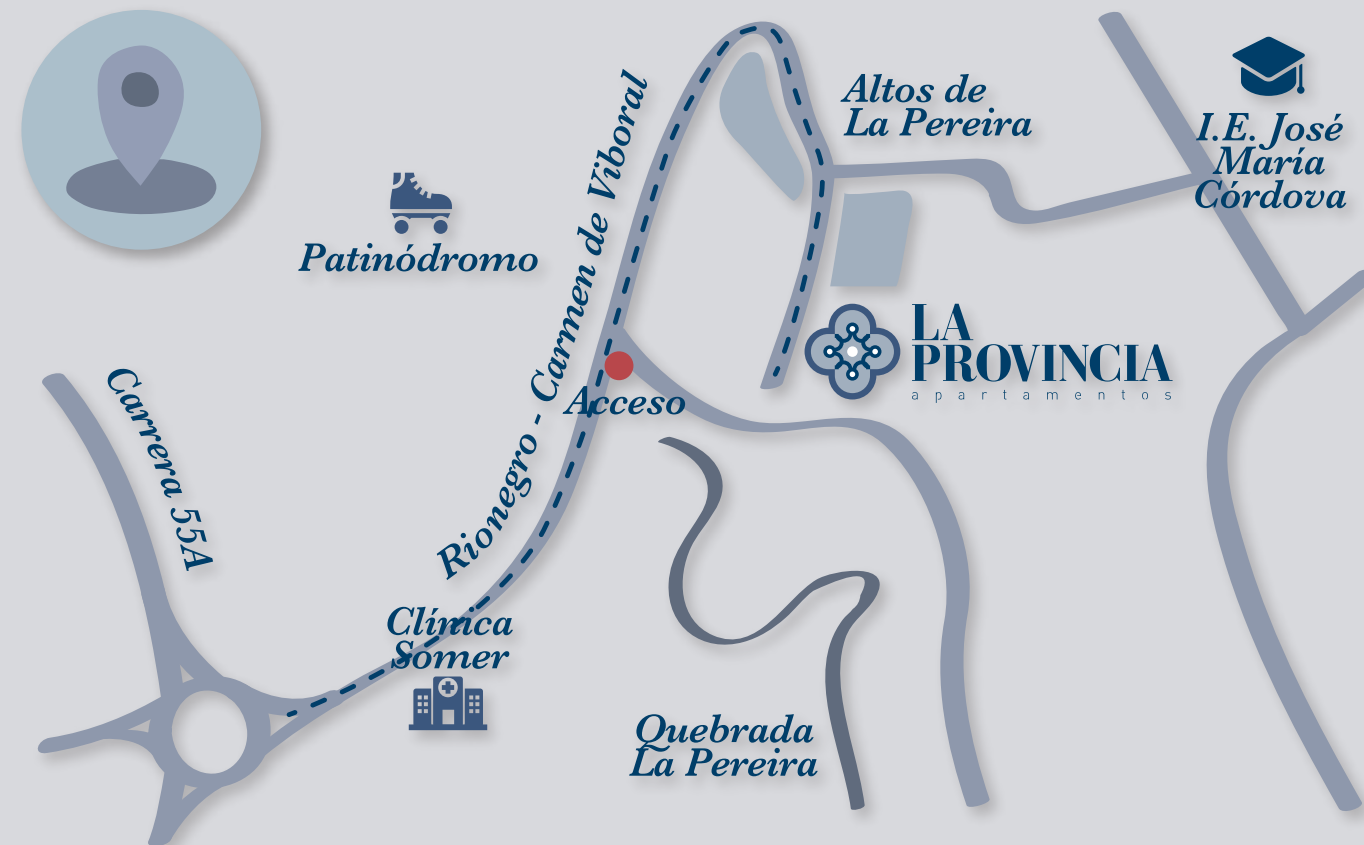 Altos de
La Pereira
I.E. José
María
Córdova
Patinódromo
Rionegro - Carmen de Viboral
LA
PROVINCIA
apartamentos
Acceso
Carrera 55A
Clínica
Somer
Quebrada
La Pereira